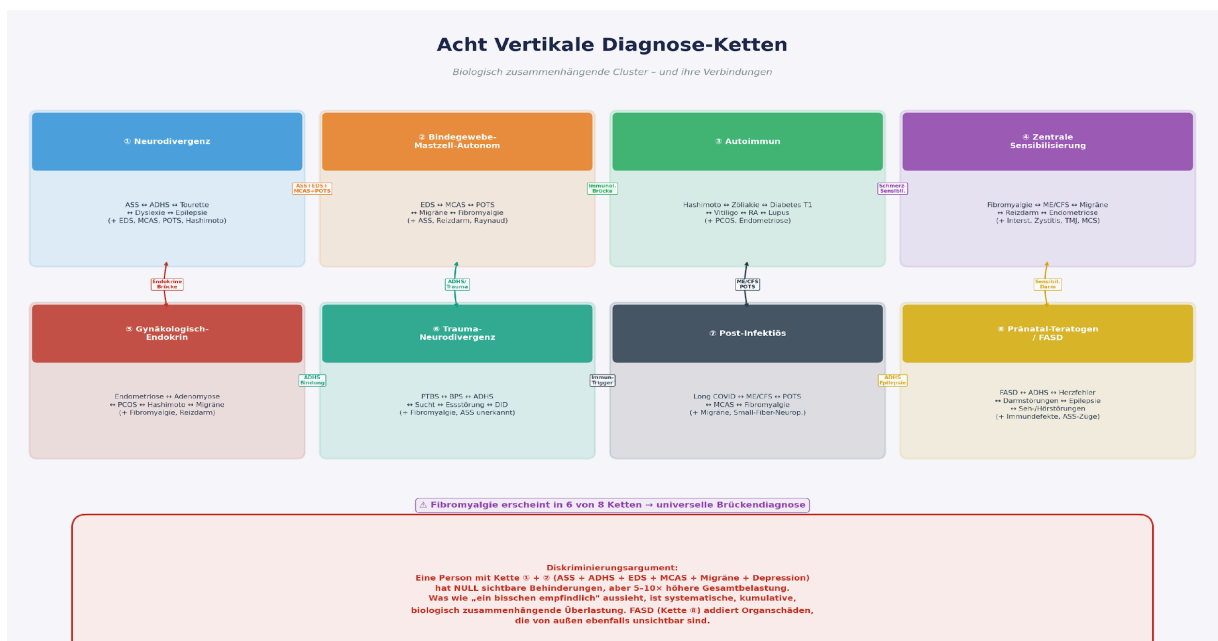 Acht Vertikale Diagnose-Ketten
Biologisch zusammenhängende Cluster – und ihre Verbindungen
① Neurodivergenz
ASS ↔ ADHS ↔ Tourette
↔ Dyslexie ↔ Epilepsie
(+ EDS, MCAS, POTS, Hashimoto)
ASS+EDS+
MCAS+POTS
② Bindegewebe-
Mastzell-Autonom
EDS ↔ MCAS ↔ POTS
↔ Migräne ↔ Fibromyalgie
(+ ASS, Reizdarm, Raynaud)
Immunol.
Brücke
③ Autoimmun
Hashimoto ↔ Zöliakie ↔ Diabetes T1
↔ Vitiligo ↔ RA ↔ Lupus
(+ PCOS, Endometriose)
Schmerz
Sensibil.
④ Zentrale
Sensibilisierung
Fibromyalgie ↔ ME/CFS ↔ Migräne
↔ Reizdarm ↔ Endometriose
(+ Interst. Zystitis, TMJ, MCS)
Endokrine
Brücke
ADHS/
Trauma
ME/CFS
POTS
Sensibil.
Darm
⑤ Gynäkologisch-
Endokrin
Endometriose ↔ Adenomyose
↔ PCOS ↔ Hashimoto ↔ Migräne
(+ Fibromyalgie, Reizdarm)
ADHS
Bindung
⑥ Trauma-
Neurodivergenz
PTBS ↔ BPS ↔ ADHS
↔ Sucht ↔ Essstörung ↔ DID
(+ Fibromyalgie, ASS unerkannt)
Immun-
Trigger
⑦ Post-Infektiös
Long COVID ↔ ME/CFS ↔ POTS
↔ MCAS ↔ Fibromyalgie
(+ Migräne, Small-Fiber-Neurop.)
ADHS
Epilepsie
⑧ Pränatal-Teratogen
/ FASD
FASD ↔ ADHS ↔ Herzfehler
↔ Darmstörungen ↔ Epilepsie
↔ Seh-/Hörstörungen
(+ Immundefekte, ASS-Züge)
⚠ Fibromyalgie erscheint in 6 von 8 Ketten → universelle Brückendiagnose
Diskriminierungsargument:
Eine Person mit Kette ① + ② (ASS + ADHS + EDS + MCAS + Migräne + Depression)
hat NULL sichtbare Behinderungen, aber 5–10× höhere Gesamtbelastung.
Was wie „ein bisschen empfindlich" aussieht, ist systematische, kumulative,
biologisch zusammenhängende Überlastung. FASD (Kette ⑧) addiert Organschäden,
die von außen ebenfalls unsichtbar sind.